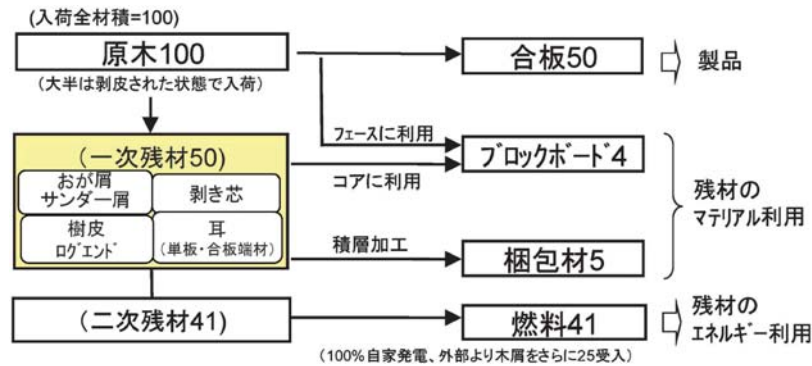 (入荷全材積=100)
原木100
(大半は剥皮された状態で入荷)
合板50
製品
フェースに利用
ブロックボード4
コアに利用
(一次残材50)
おが屑
サンダー屑
剥き芯
樹皮
ログエンド
耳
(単板・合板端材)
積層加工
梱包材5
残材の
マテリアル利用
(二次残材41)
燃料41
残材の
エネルギー利用
(100%自家発電、外部より木屑をさらに25受入)